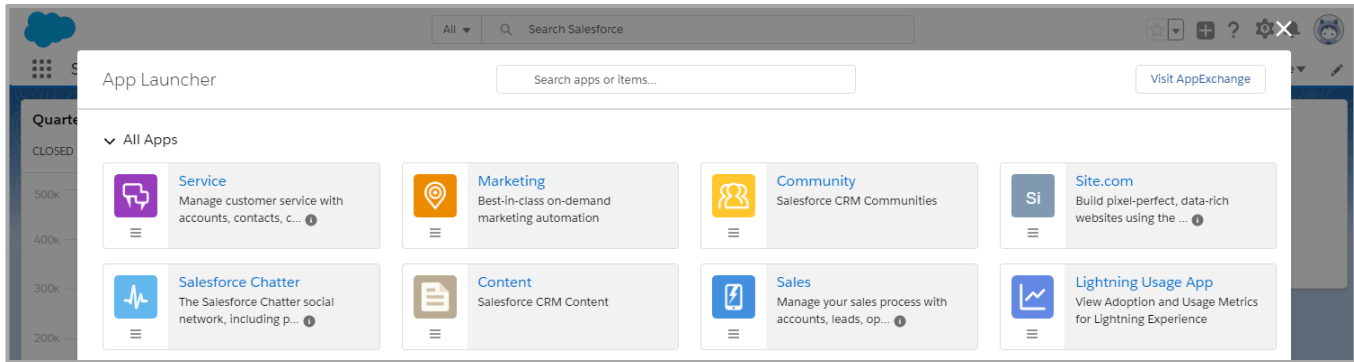 All
Search Salesforce
App Launcher
Search apps or items...
Visit AppExchange
Quarte
CLOSED
500K
400K
300K
200K
All Apps
Service
Manage customer service with
accounts, contacts, c...
Marketing
Best-in-class on-demand
marketing automation
Community
Salesforce CRM Communities
Si
Site.com
Build pixel-perfect, data-rich
websites using the ...
Salesforce Chatter
The Salesforce Chatter social
network, including p...
Content
Salesforce CRM Content
Sales
Manage your sales process with
accounts, leads, op...
Lightning Usage App
View Adoption and Usage Metrics
for Lightning Experience